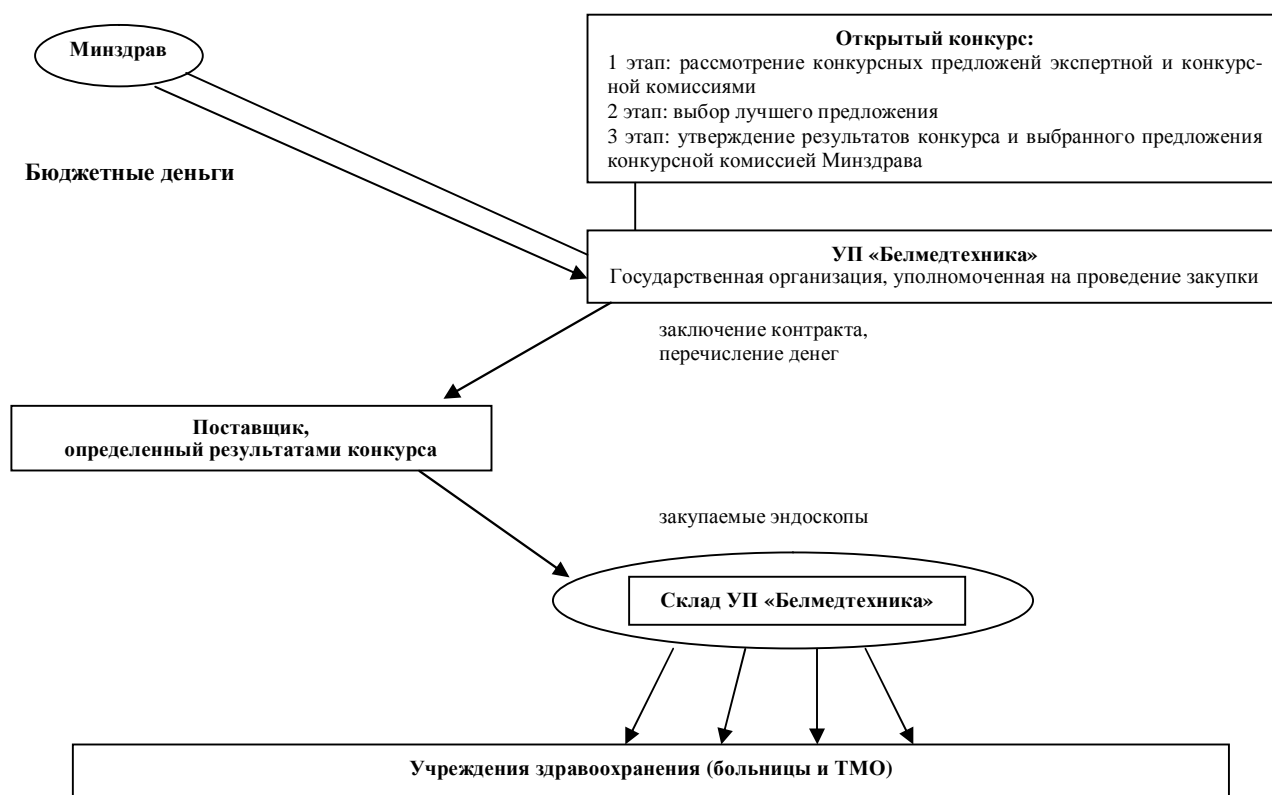 Минздрав
Открытый конкурс:
1 этап: рассмотрение конкурсных предложенй экспертной и конкурс-
ной комиссиями
2 этап: выбор лучшего предложения
3 этап: утверждение результатов конкурса и выбранного предложения
конкурсной комиссией Минздрава
Бюджетные деньги
УП «Белмедтехника»
Государственная организация, уполномоченная на проведение закупки
заключение контракта,
перечисление денег
Поставщик,
определенный результатами конкурса
закупаемые эндоскопы
Склад УП «Белмедтехника»
Учреждения здравоохранения (больницы и ТМО)